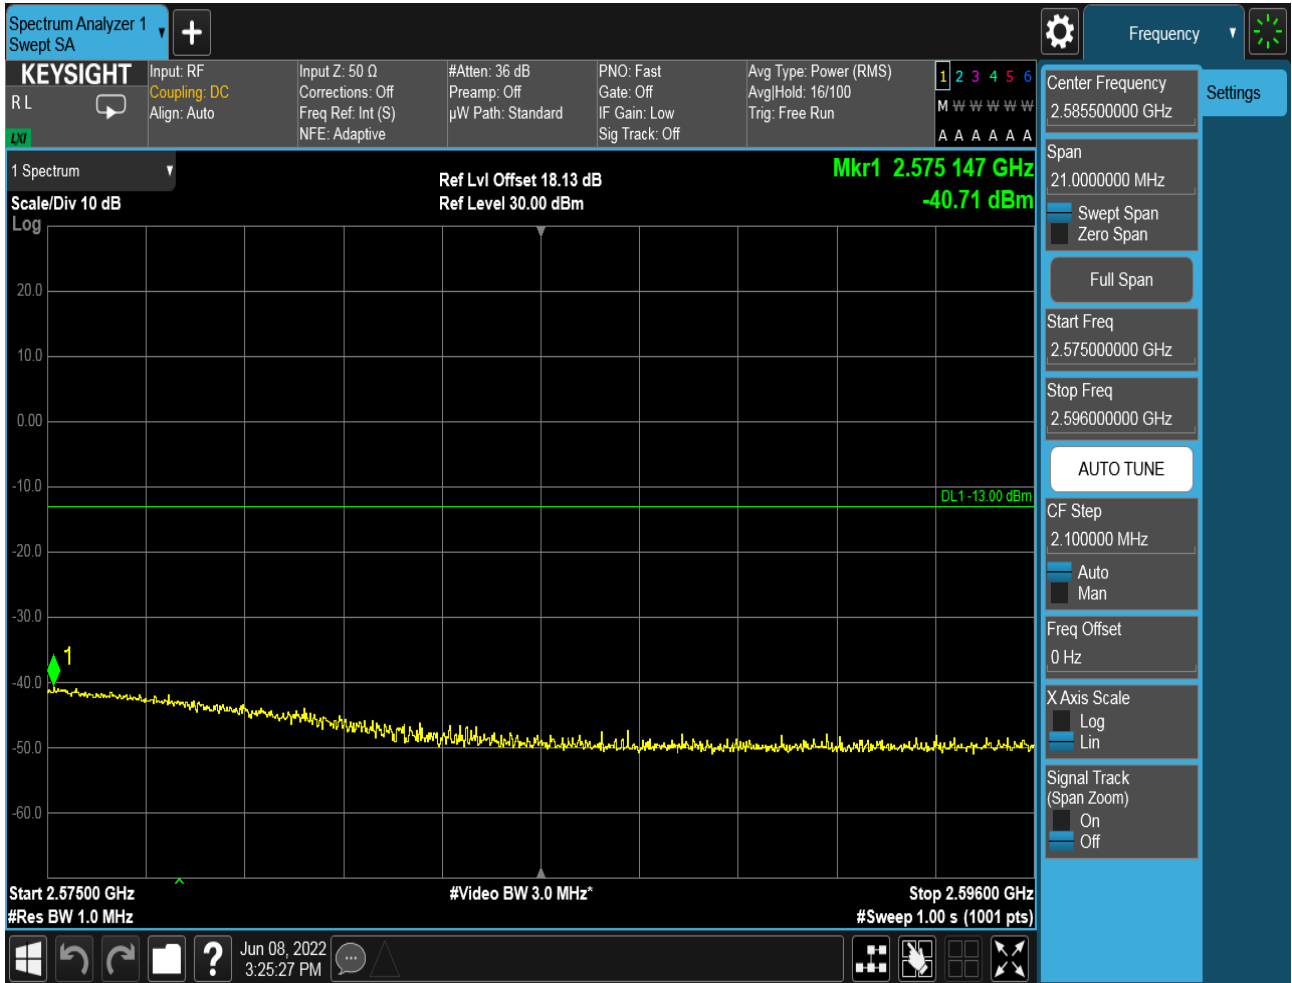 Spectrum Analyzer 1
Swept SA
Frequency
KEYSIGHT
R L
LXI
Input: RF
Coupling: DC
Align: Auto
Input Z: 50 Ω
Corrections: Off
Freq Ref: Int (S)
NFE: Adaptive
#Atten: 36 dB
Preamp: Off
µW Path: Standard
PNO: Fast
Gate: Off
IF Gain: Low
Sig Track: Off
Avg Type: Power (RMS)
Avg|Hold: 16/100
Trig: Free Run
1 2 3 4 5 6
M W W W W W
A A A A A A
1 Spectrum
Scale/Div 10 dB
Ref Lvl Offset 18.13 dB
Ref Level 30.00 dBm
Mkr1 2.575 147 GHz
-40.71 dBm
Log
20.0
10.0
0.00
-10.0
DL1 -13.00 dBm
-20.0
-30.0
1
-40.0
-50.0
-60.0
Start 2.57500 GHz
#Video BW 3.0 MHz*
Stop 2.59600 GHz
#Res BW 1.0 MHz
#Sweep 1.00 s (1001 pts)
?
Jun 08, 2022
3:25:27 PM
Center Frequency
2.585500000 GHz
Settings
Span
21.0000000 MHz
Swept Span
Zero Span
Full Span
Start Freq
2.575000000 GHz
Stop Freq
2.596000000 GHz
AUTO TUNE
CF Step
2.100000 MHz
Auto
Man
Freq Offset
0 Hz
X Axis Scale
Log
Lin
Signal Track
(Span Zoom)
On
Off